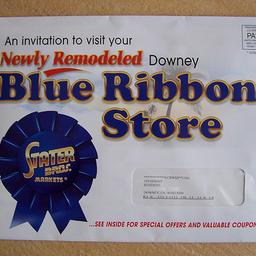 An invitation to visit your
Newly Remodeled Downey
Blue Ribbon
Store
Stater
Bros.
MARKETS
...SEE INSIDE FOR SPECIAL OFFERS AND VALUABLE COUPON